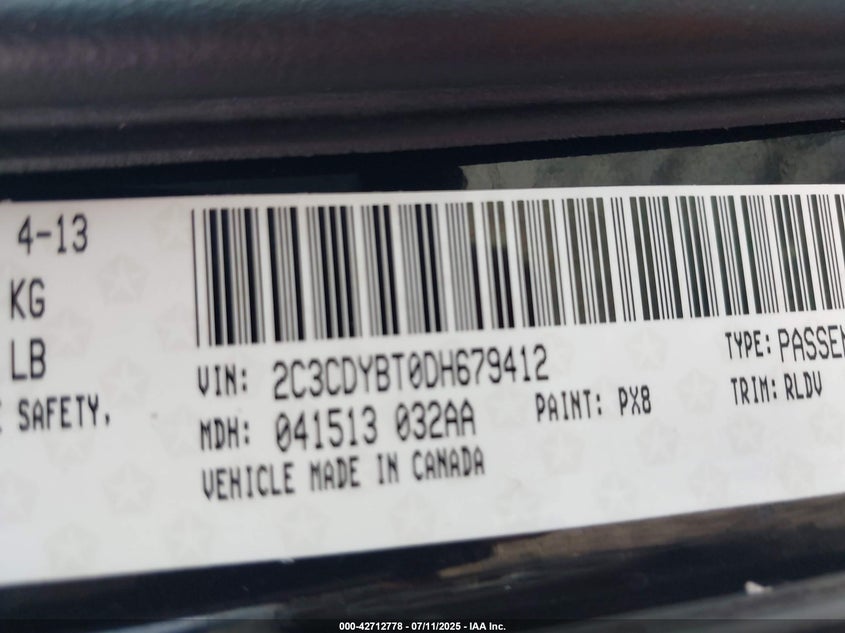 4-13
KG
LB
E SAFETY,
VIN: 2C3CDYBT0DH679412
TYPE: PASSEN
MDH: 041513 032AA
PAINT: PX8
TRIM: RLDV
VEHICLE MADE IN CANADA
000-42712778 - 07/11/2025 - IAA Inc.